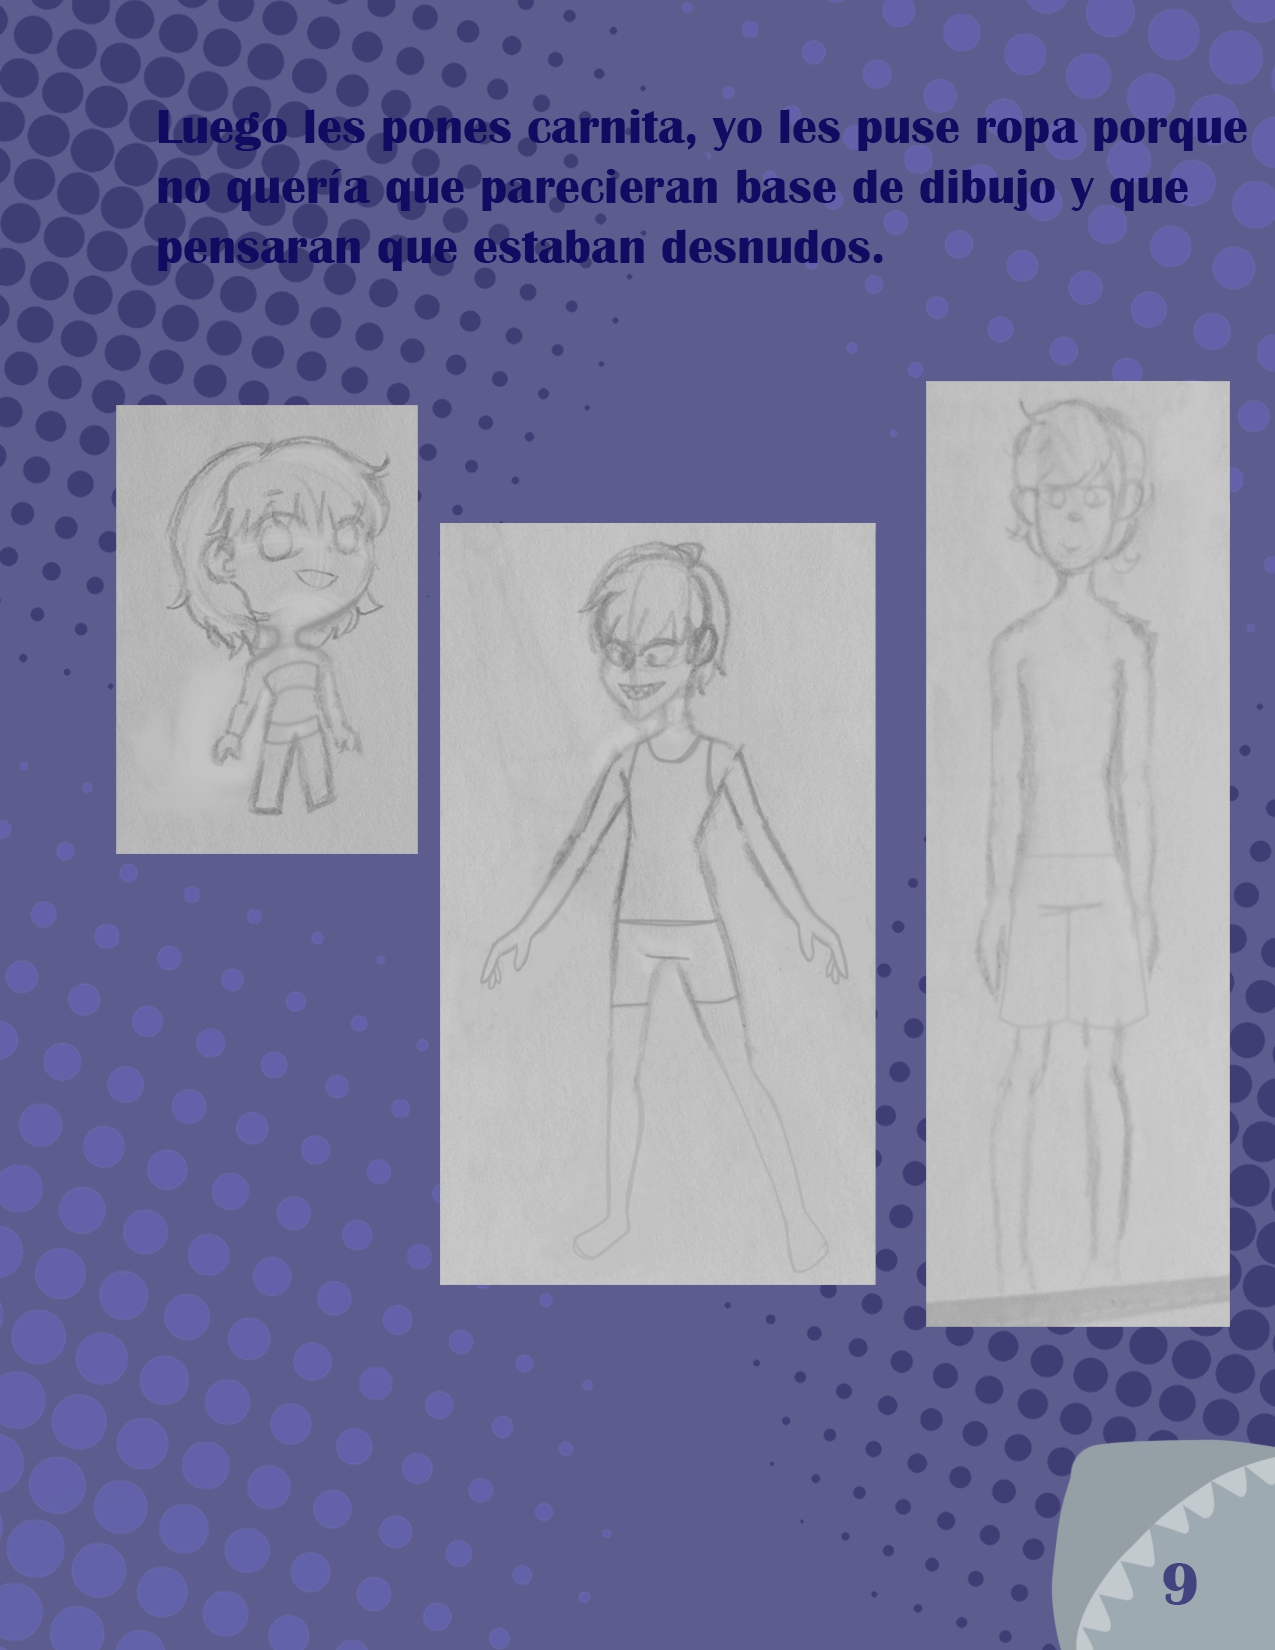 Luego les pones carnita, yo les puse ropa porque
no quería que parecieran base de dibujo y que
pensaran que estaban desnudos.
9